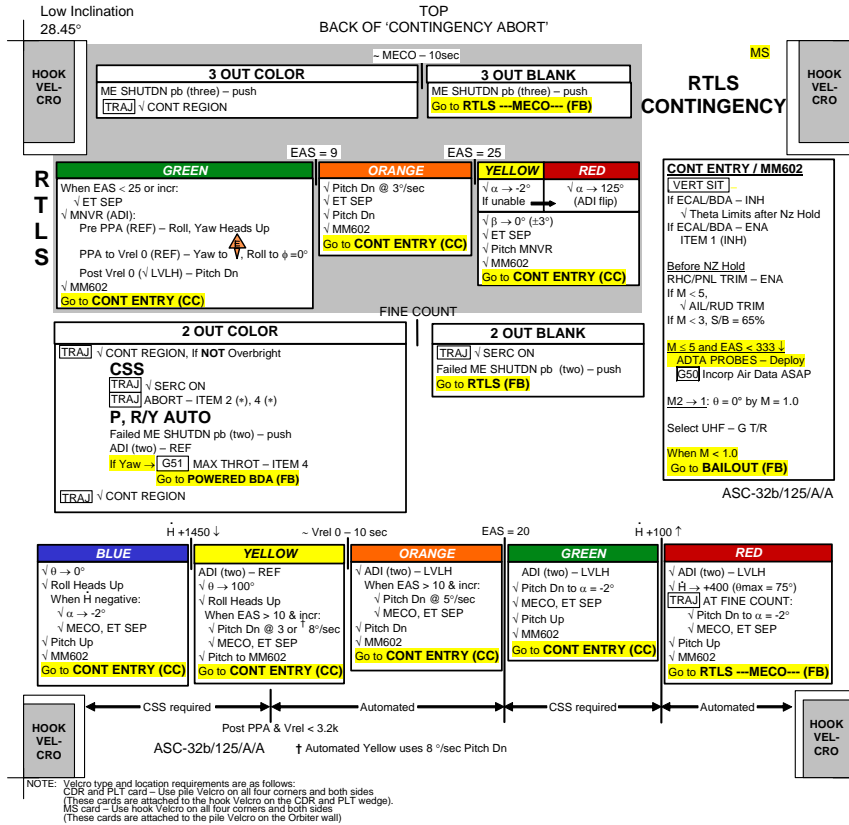 Low Inclination
28.45°
TOP
BACK OF 'CONTINGENCY ABORT'
HOOK
VEL-
CRO
~ MECO – 10sec
MS
HOOK
VEL-
CRO
3 OUT COLOR
ME SHUTDN pb (three) – push
TRAJ √ CONT REGION
3 OUT BLANK
ME SHUTDN pb (three) – push
Go to RTLS ---MECO--- (FB)
RTLS
CONTINGENCY
R
T
L
S
EAS = 9
EAS = 25
GREEN
When EAS < 25 or incr:
√ ET SEP
√ MNVR (ADI):
Pre PPA (REF) – Roll, Yaw Heads Up
PPA to Vrel 0 (REF) – Yaw to E, Roll to ϕ =0°
Post Vrel 0 (√ LVLH) – Pitch Dn
√ MM602
Go to CONT ENTRY (CC)
ORANGE
√ Pitch Dn @ 3°/sec
√ ET SEP
√ Pitch Dn
√ MM602
Go to CONT ENTRY (CC)
YELLOW
√ α → -2°
If unable
RED
√ α → 125°
(ADI flip)
√ β → 0° (±3°)
√ ET SEP
√ Pitch MNVR
√ MM602
Go to CONT ENTRY (CC)
CONT ENTRY / MM602
VERT SIT
If ECAL/BDA – INH
√ Theta Limits after Nz Hold
If ECAL/BDA – ENA
ITEM 1 (INH)
Before NZ Hold
RHC/PNL TRIM – ENA
If M < 5,
√ AIL/RUD TRIM
If M < 3, S/B = 65%
M ≤ 5 and EAS < 333 ↓
ADTA PROBES – Deploy
G50 Incorp Air Data ASAP
M2 → 1: θ = 0° by M = 1.0
Select UHF – G T/R
When M < 1.0
Go to BAILOUT (FB)
ASC-32b/125/A/A
FINE COUNT
2 OUT COLOR
TRAJ √ CONT REGION, If NOT Overbright
CSS
TRAJ √ SERC ON
TRAJ ABORT – ITEM 2 (∗), 4 (∗)
P, R/Y AUTO
Failed ME SHUTDN pb (two) – push
ADI (two) – REF
If Yaw → G51 MAX THROT – ITEM 4
Go to POWERED BDA (FB)
TRAJ √ CONT REGION
2 OUT BLANK
TRAJ √ SERC ON
Failed ME SHUTDN pb (two) – push
Go to RTLS (FB)
Ḣ +1450 ↓
~ Vrel 0 – 10 sec
EAS = 20
Ḣ +100 ↑
BLUE
√ θ → 0°
√ Roll Heads Up
When Ḣ negative:
√ α → -2°
√ MECO, ET SEP
√ Pitch Up
√ MM602
Go to CONT ENTRY (CC)
YELLOW
ADI (two) – REF
√ θ → 100°
√ Roll Heads Up
When EAS > 10 & incr:
√ Pitch Dn @ 3 or † 8°/sec
√ MECO, ET SEP
√ Pitch to MM602
Go to CONT ENTRY (CC)
ORANGE
√ ADI (two) – LVLH
When EAS > 10 & incr:
√ Pitch Dn @ 5°/sec
√ MECO, ET SEP
√ Pitch Dn
√ MM602
Go to CONT ENTRY (CC)
GREEN
ADI (two) – LVLH
√ Pitch Dn to α = -2°
√ MECO, ET SEP
√ Pitch Up
√ MM602
Go to CONT ENTRY (CC)
RED
√ ADI (two) – LVLH
√ Ḣ → +400 (θmax = 75°)
TRAJ AT FINE COUNT:
√ Pitch Dn to α = -2°
√ MECO, ET SEP
√ Pitch Up
√ MM602
Go to RTLS ---MECO--- (FB)
HOOK
VEL-
CRO
CSS required
Automated
CSS required
Automated
HOOK
VEL-
CRO
Post PPA & Vrel < 3.2k
ASC-32b/125/A/A
† Automated Yellow uses 8 °/sec Pitch Dn
NOTE: Velcro type and location requirements are as follows:
CDR and PLT card – Use pile Velcro on all four corners and both sides
(These cards are attached to the hook Velcro on the CDR and PLT wedge).
MS card – Use hook Velcro on all four corners and both sides
(These cards are attached to the pile Velcro on the Orbiter wall)